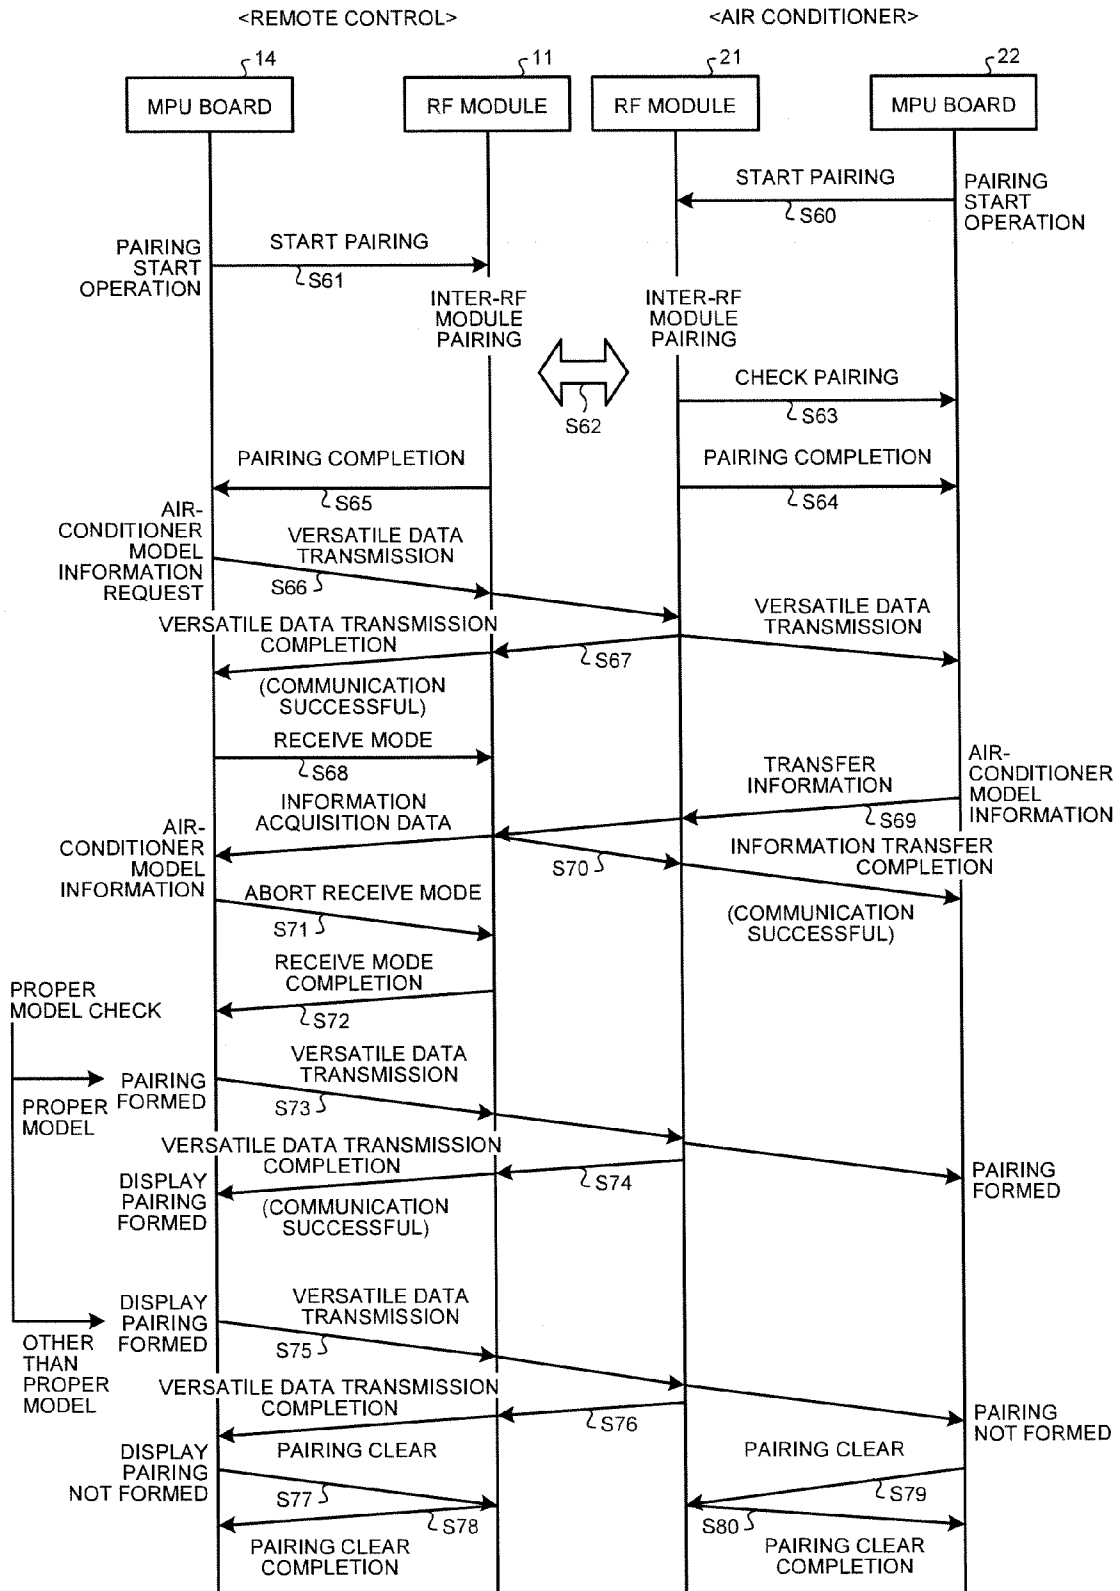 <REMOTE CONTROL>
<AIR CONDITIONER>
14
11
21
22
MPU BOARD
RF MODULE
RF MODULE
MPU BOARD
START PAIRING
S60
PAIRING
START
OPERATION
PAIRING
START
OPERATION
START PAIRING
S61
INTER-RF
MODULE
PAIRING
INTER-RF
MODULE
PAIRING
S62
CHECK PAIRING
S63
PAIRING COMPLETION
S65
PAIRING COMPLETION
S64
AIR-
CONDITIONER
MODEL
INFORMATION
REQUEST
VERSATILE DATA
TRANSMISSION
S66
VERSATILE DATA
TRANSMISSION
VERSATILE DATA TRANSMISSION
COMPLETION
S67
(COMMUNICATION
SUCCESSFUL)
RECEIVE MODE
S68
TRANSFER
INFORMATION
S69
AIR-
CONDITIONER
MODEL
INFORMATION
INFORMATION
ACQUISITION DATA
AIR-
CONDITIONER
MODEL
INFORMATION
S70
INFORMATION TRANSFER
COMPLETION
(COMMUNICATION
SUCCESSFUL)
ABORT RECEIVE MODE
S71
RECEIVE MODE
COMPLETION
S72
PROPER
MODEL CHECK
PROPER
MODEL
PAIRING
FORMED
VERSATILE DATA
TRANSMISSION
S73
PAIRING
FORMED
VERSATILE DATA TRANSMISSION
COMPLETION
S74
DISPLAY
PAIRING
FORMED
(COMMUNICATION
SUCCESSFUL)
OTHER
THAN
PROPER
MODEL
DISPLAY
PAIRING
FORMED
VERSATILE DATA
TRANSMISSION
S75
PAIRING
NOT FORMED
VERSATILE DATA TRANSMISSION
COMPLETION
S76
DISPLAY
PAIRING
NOT FORMED
PAIRING CLEAR
S77
S78
PAIRING CLEAR
COMPLETION
PAIRING CLEAR
S79
S80
PAIRING CLEAR
COMPLETION